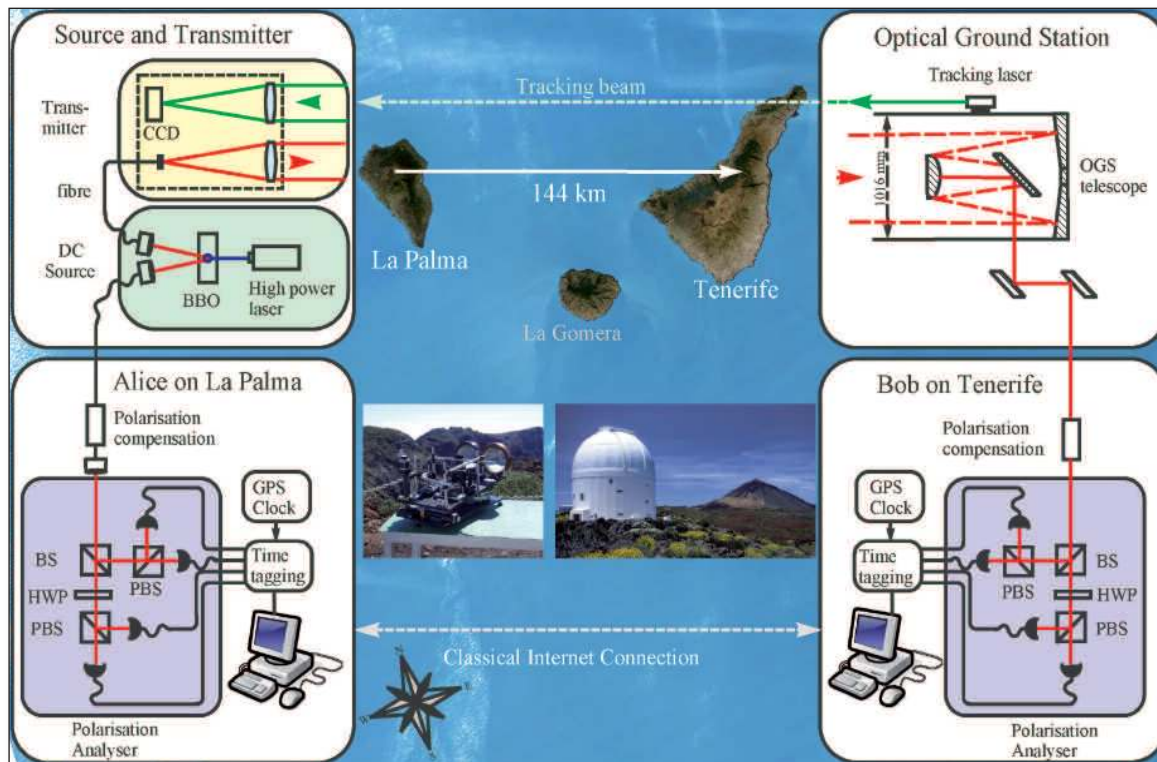 Source and Transmitter
Trans-
mitter
CCD
fibre
DC
Source
BBO
High power
laser
Tracking beam
144 km
La Palma
Tenerife
La Gomera
Optical Ground Station
Tracking laser
1016 mm
OGS
telescope
Alice on La Palma
Polarisation
compensation
GPS
Clock
Time
tagging
BS
PBS
HWP
PBS
Polarisation
Analyser
Classical Internet Connection
Bob on Tenerife
Polarisation
compensation
GPS
Clock
Time
tagging
BS
PBS
HWP
PBS
Polarisation
Analyser